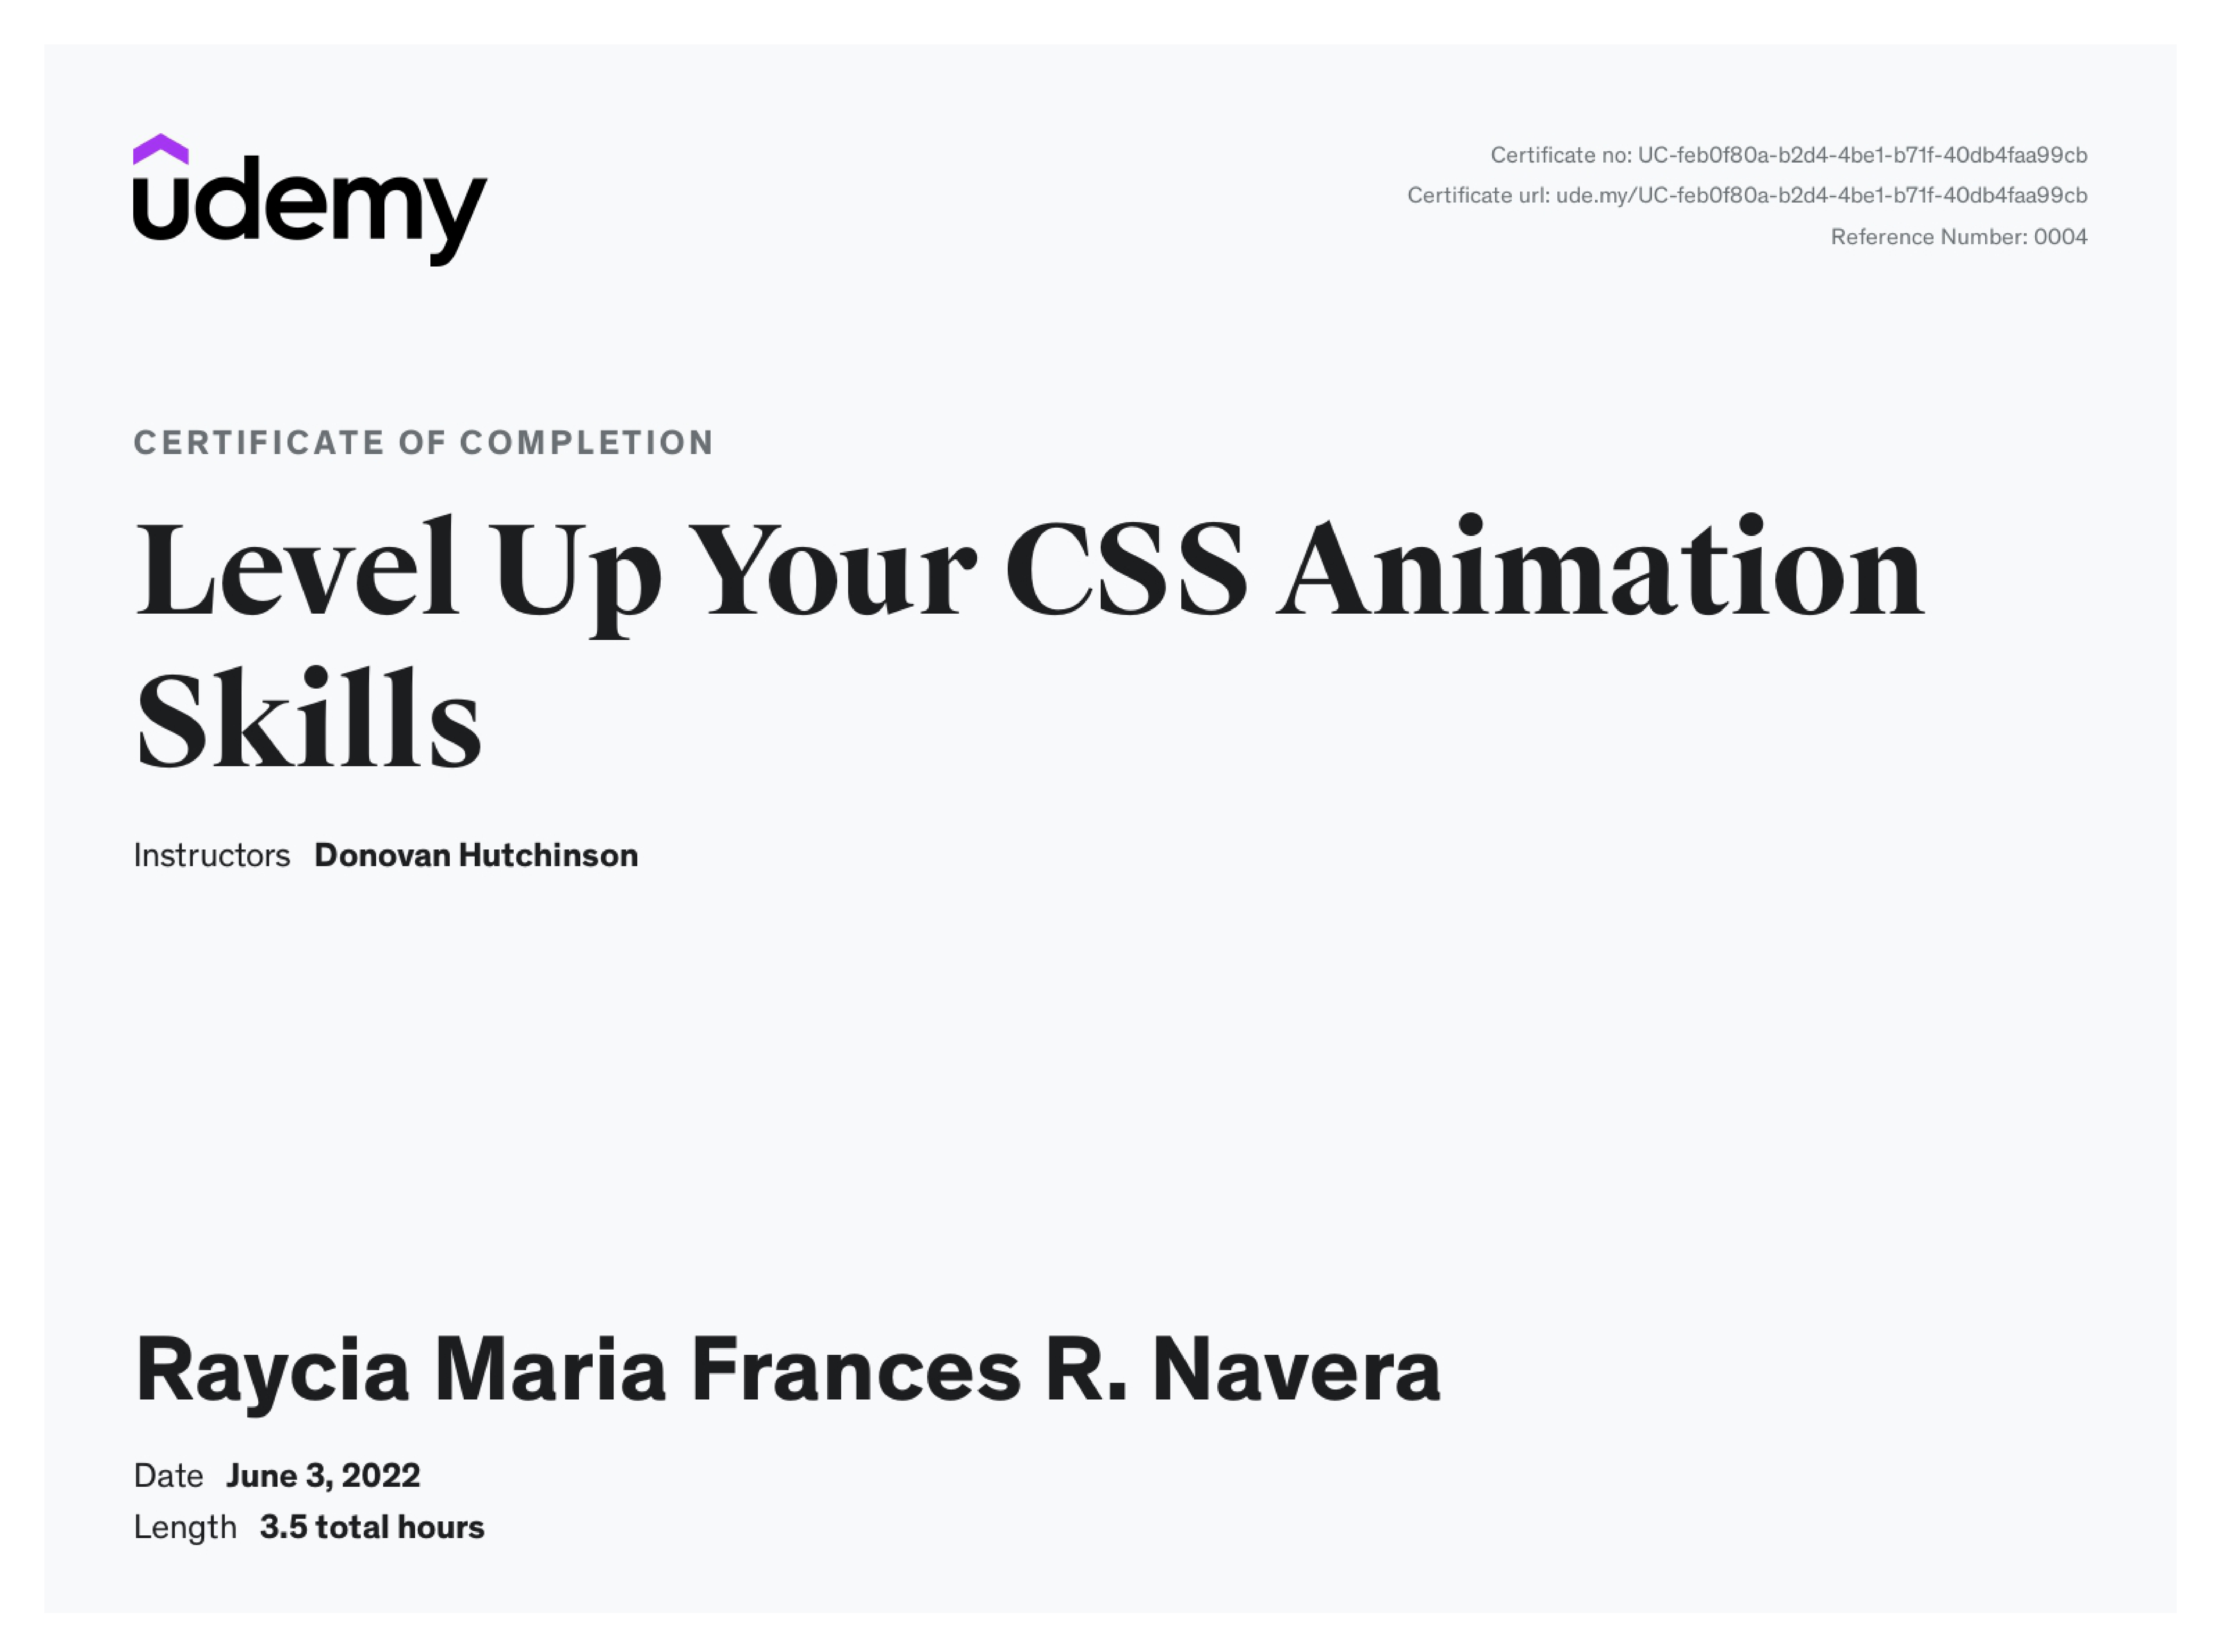 udemy
Certificate no: UC-feb0f80a-b2d4-4be1-b71f-40db4faa99cb
Certificate url: ude.my/UC-feb0f80a-b2d4-4be1-b71f-40db4faa99cb
Reference Number: 0004
CERTIFICATE OF COMPLETION
Level Up Your CSS Animation
Skills
Instructors Donovan Hutchinson
Raycia Maria Frances R. Navera
Date June 3, 2022
Length 3.5 total hours